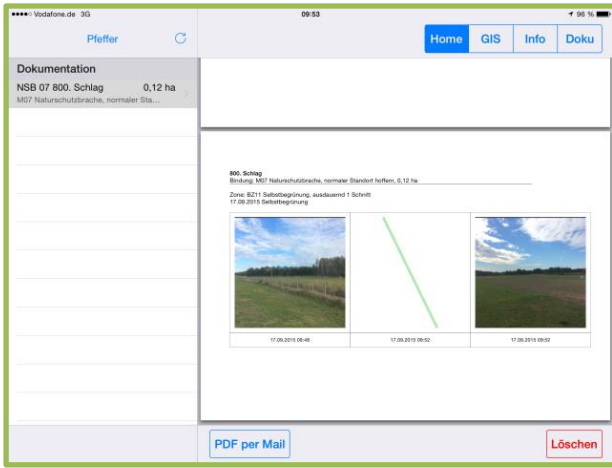 Vodafone.de 3G
09:53
96 %
Pfeffer
Home
GIS
Info
Doku
Dokumentation
NSB 07 800. Schlag 0,12 ha
M07 Naturschutzbrache, normaler Sta...
800. Schlag
Bindung: M07 Naturschutzbrache, normaler Standort hoffern, 0,12 ha
Zone: BZ11 Selbstbegrünung, ausdauernd 1 Schnitt
17.09.2015 Selbstbegrünung
17.09.2015 09:48
17.09.2015 09:52
17.09.2015 09:52
PDF per Mail
Löschen